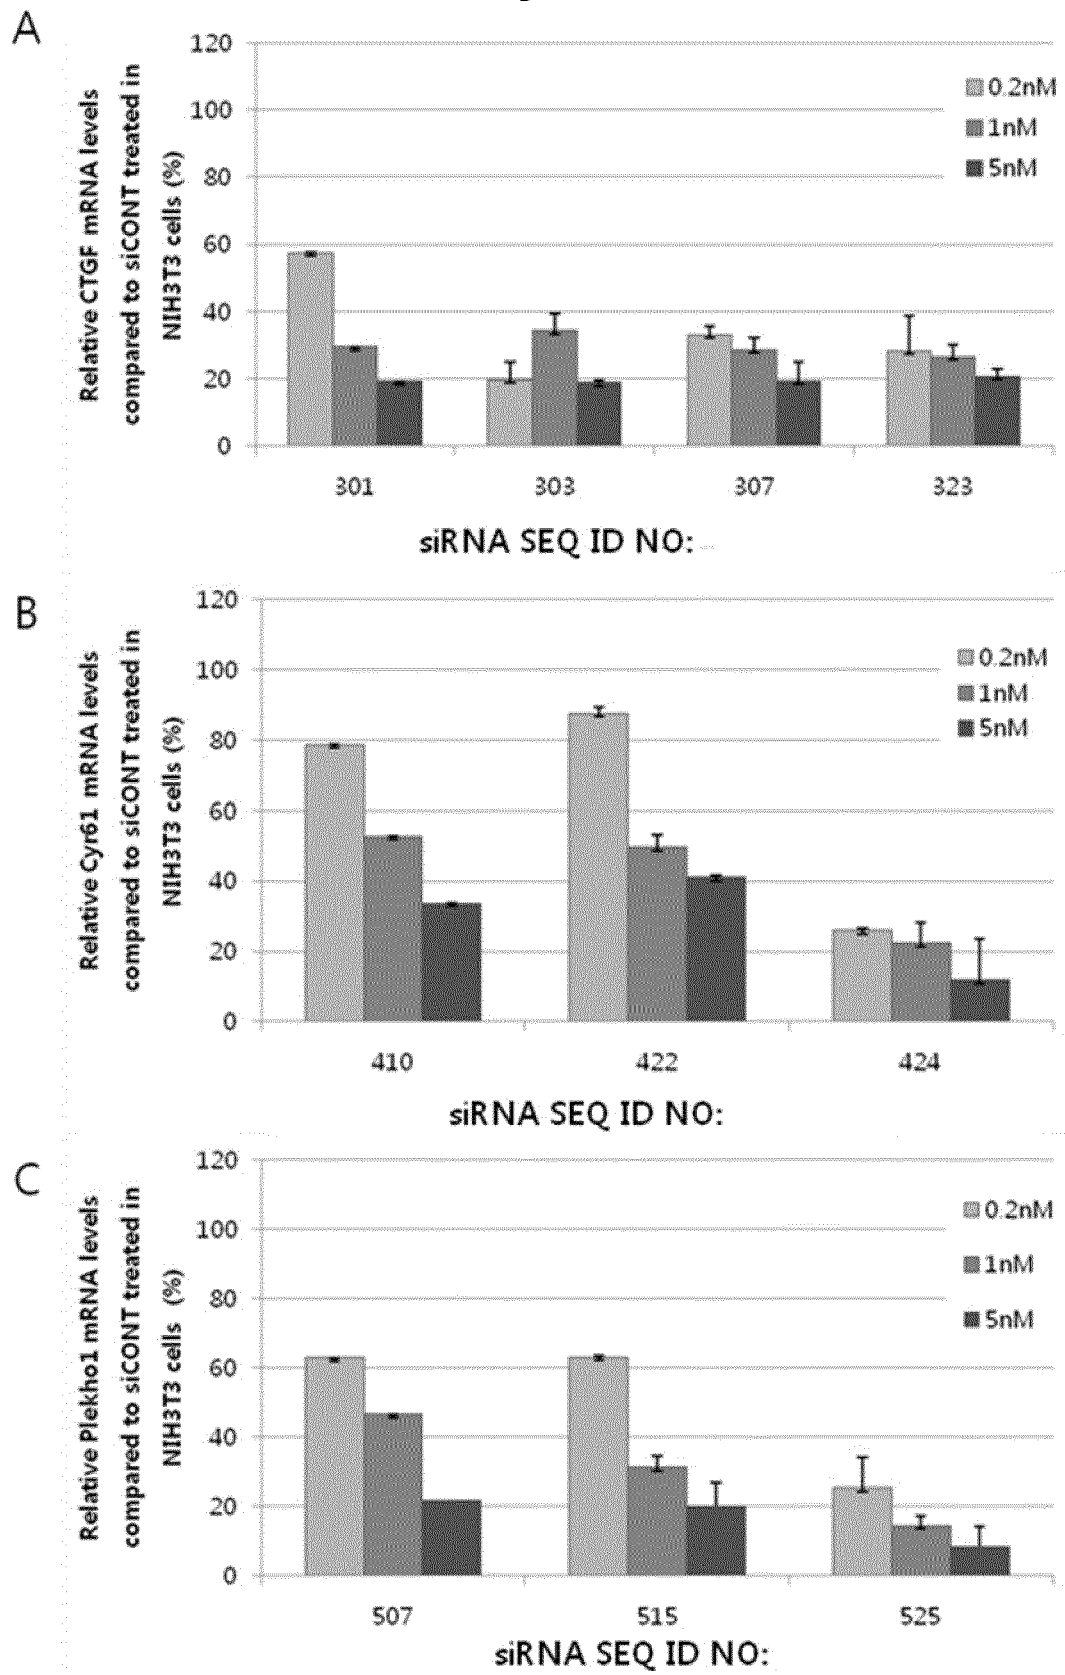 A
Relative CTGF mRNA levels
compared to siCONT treated in
NIH3T3 cells (%)
120
100
80
60
40
20
0
0.2nM
1nM
5nM
301 303 307 323
siRNA SEQ ID NO:
B
Relative Cyr61 mRNA levels
compared to siCONT treated in
NIH3T3 cells (%)
120
100
80
60
40
20
0
0.2nM
1nM
5nM
410 422 424
siRNA SEQ ID NO:
C
Relative Plekho1 mRNA levels
compared to siCONT treated in
NIH3T3 cells (%)
120
100
80
60
40
20
0
0.2nM
1nM
5nM
507 515 525
siRNA SEQ ID NO: